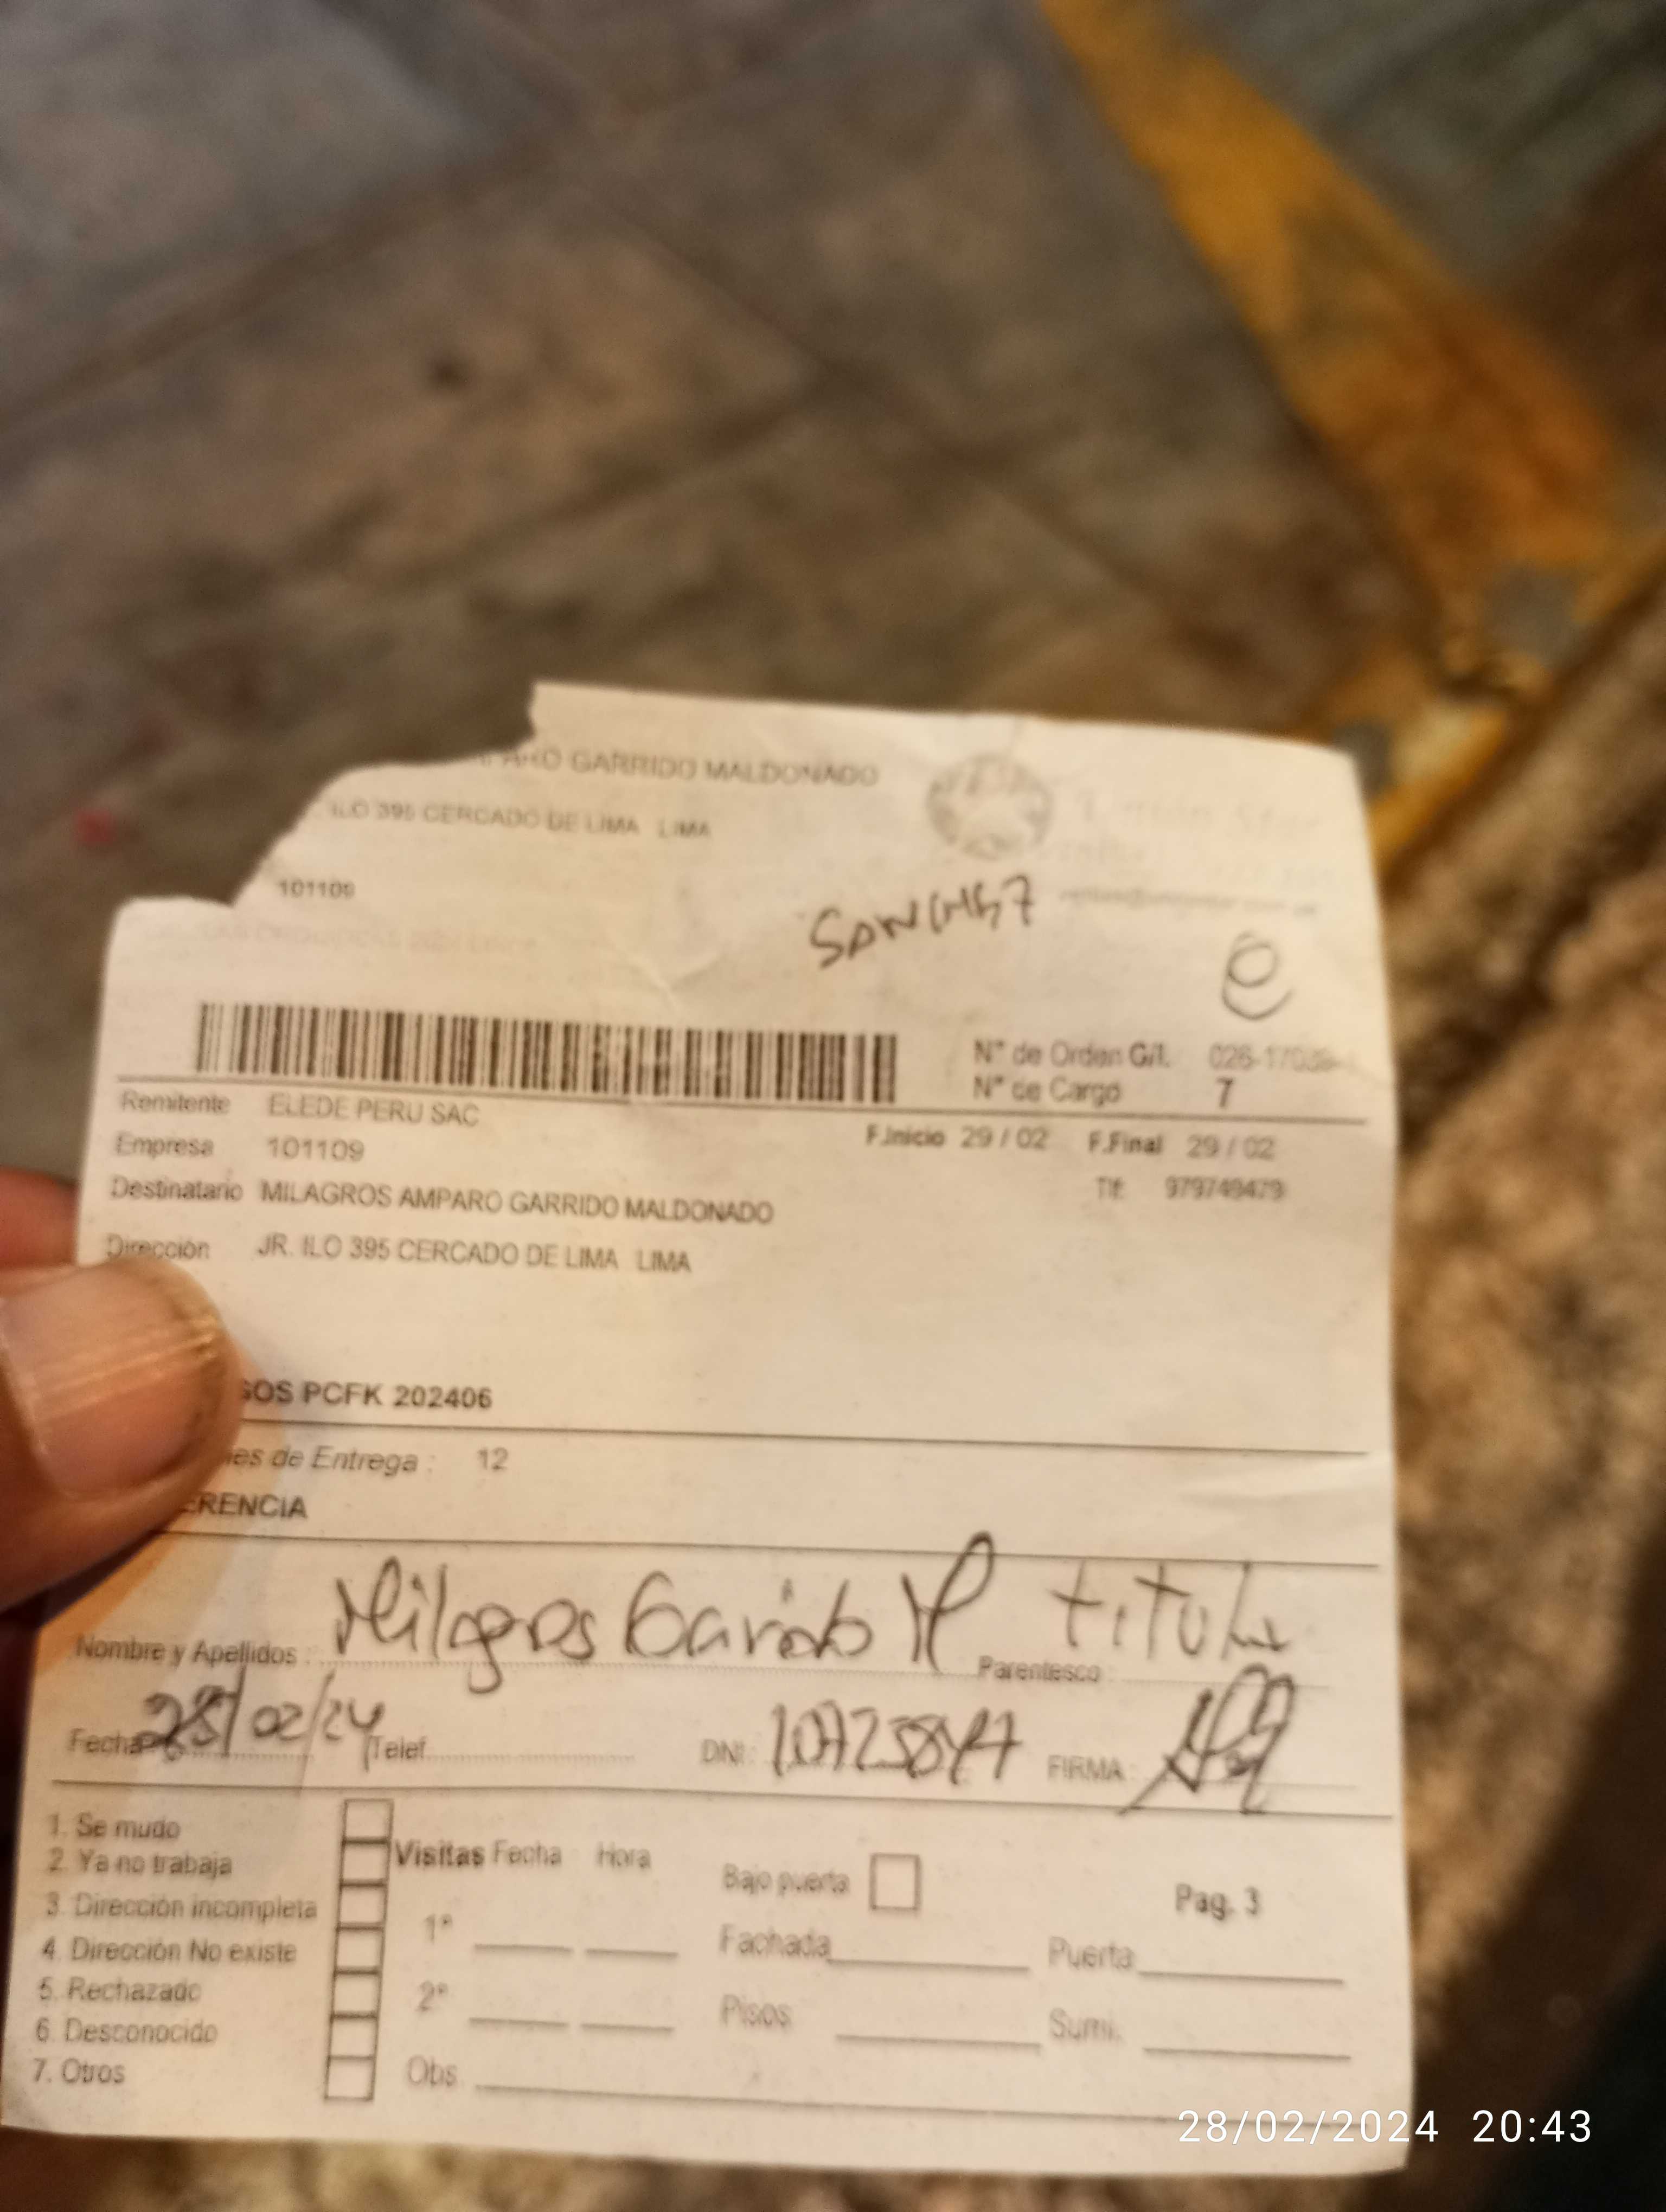 GARRIDO MALDONADO
ILO 395 CERCADO DE LIMA LIMA
101109
N° de Orden G/I.
N° de Cargo 7
Remitente ELEDE PERU SAC
Empresa 101109
F.Inicio 29 / 02 F.Final 29 / 02
Destinatario MILAGROS AMPARO GARRIDO MALDONADO
Tlf: 979749479
Dirección JR. ILO 395 CERCADO DE LIMA LIMA
GOS PCFK 202406
es de Entrega : 12
ERENCIA
Nombre y Apellidos : Milagros Garrido M Parentesco : titular
Fecha 28/02/24 Telef. DNI: 10725847 FIRMA :
1. Se mudo
2. Ya no trabaja
3. Dirección incompleta
4. Dirección No existe
5. Rechazado
6. Desconocido
7. Otros
Visitas Fecha Hora
1°
2°
Obs
Bajo puerta
Fachada
Pisos
Pag. 3
Puerta
Sumi.
28/02/2024 20:43